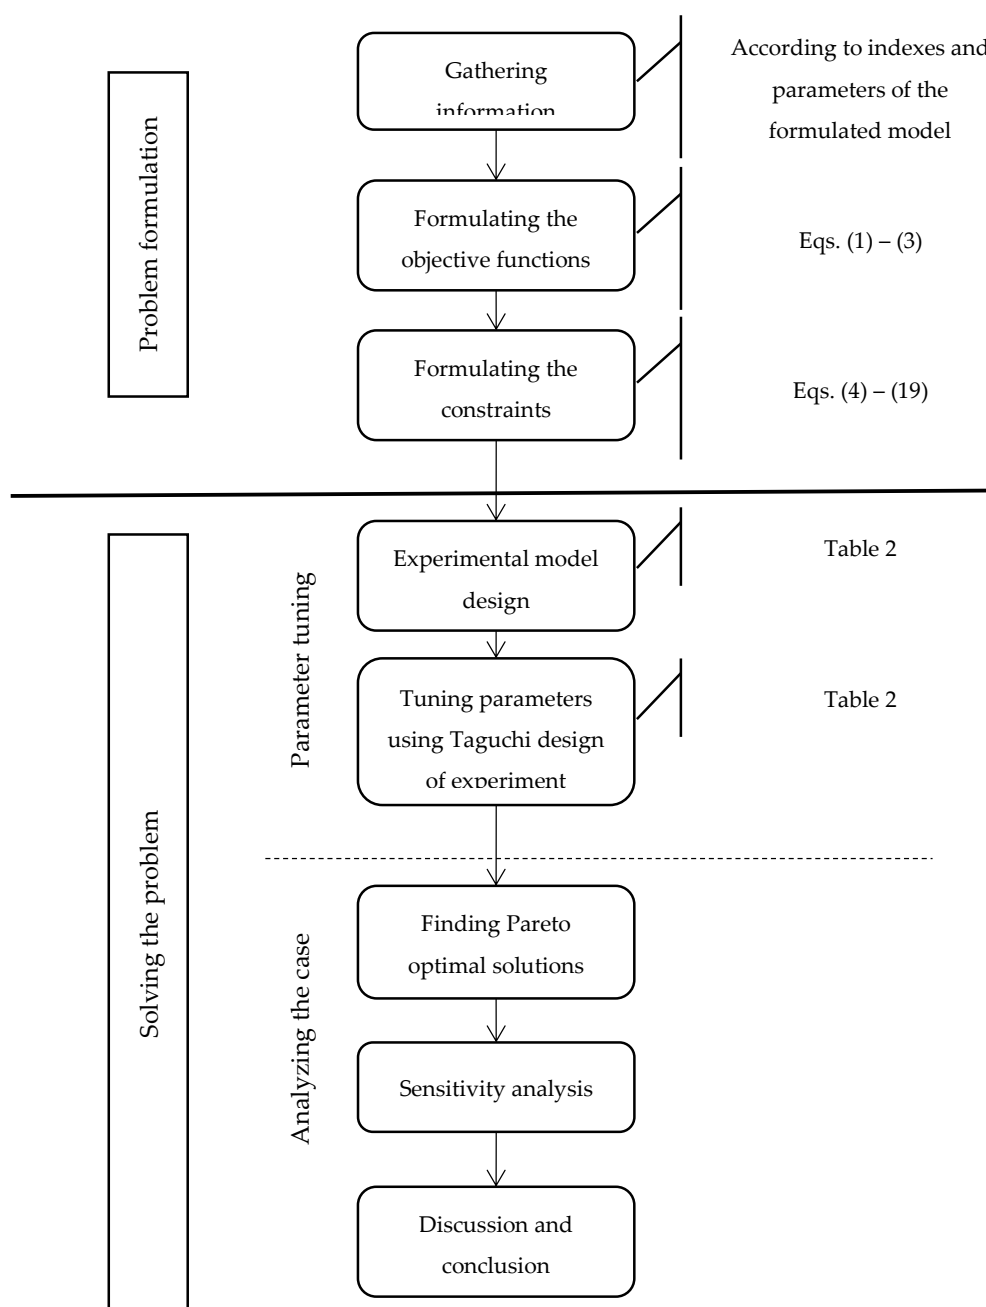 Problem formulation
Gathering
information
According to indexes and
parameters of the
formulated model
Formulating the
objective functions
Eqs. (1) – (3)
Formulating the
constraints
Eqs. (4) – (19)
Solving the problem
Parameter tuning
Experimental model
design
Table 2
Tuning parameters
using Taguchi design
of experiment
Table 2
Analyzing the case
Finding Pareto
optimal solutions
Sensitivity analysis
Discussion and
conclusion